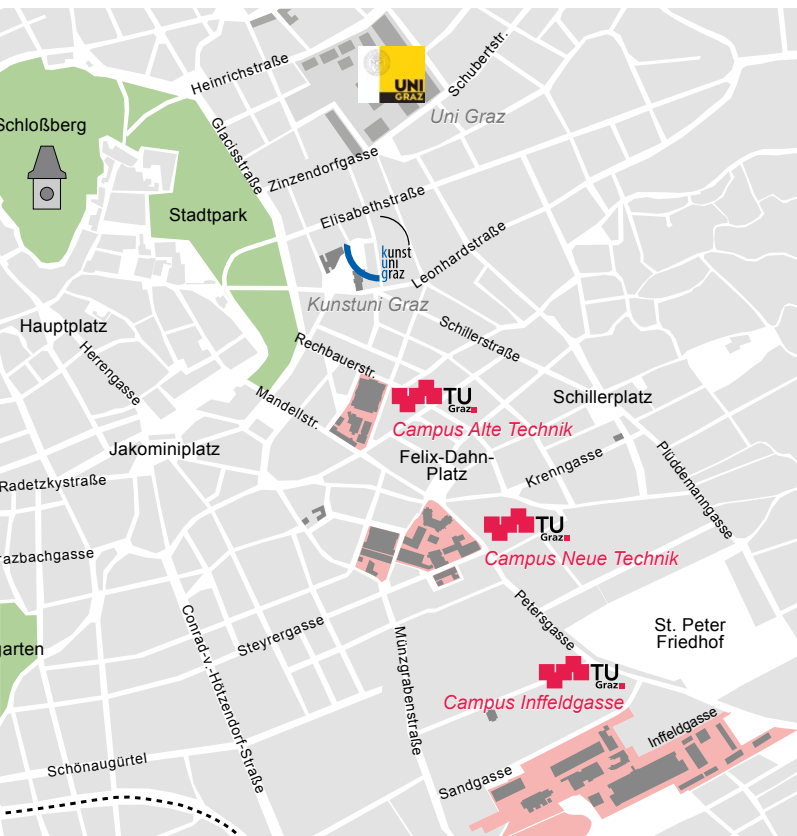 Heinrichstraße
Schubertstr.
UNI
GRAZ
Uni Graz
Schloßberg
Glacisstraße
Zinzendorfgasse
Stadtpark
Elisabethstraße
kunst
uni
graz
Leonhardstraße
Kunstuni Graz
Hauptplatz
Schillerstraße
Herrengasse
Rechbauerstr.
Mandellstr.
TU
Graz
Campus Alte Technik
Schillerplatz
Jakominiplatz
Felix-Dahn-
Platz
Krenngasse
Plüddemanngasse
Radetzkystraße
TU
Graz
Campus Neue Technik
azbachgasse
Petersgasse
Conrad-v.-Hötzendorf-Straße
Steyrergasse
Münzgrabenstraße
St. Peter
Friedhof
garten
TU
Graz
Campus Inffeldgasse
Inffeldgasse
Schönaugürtel
Sandgasse